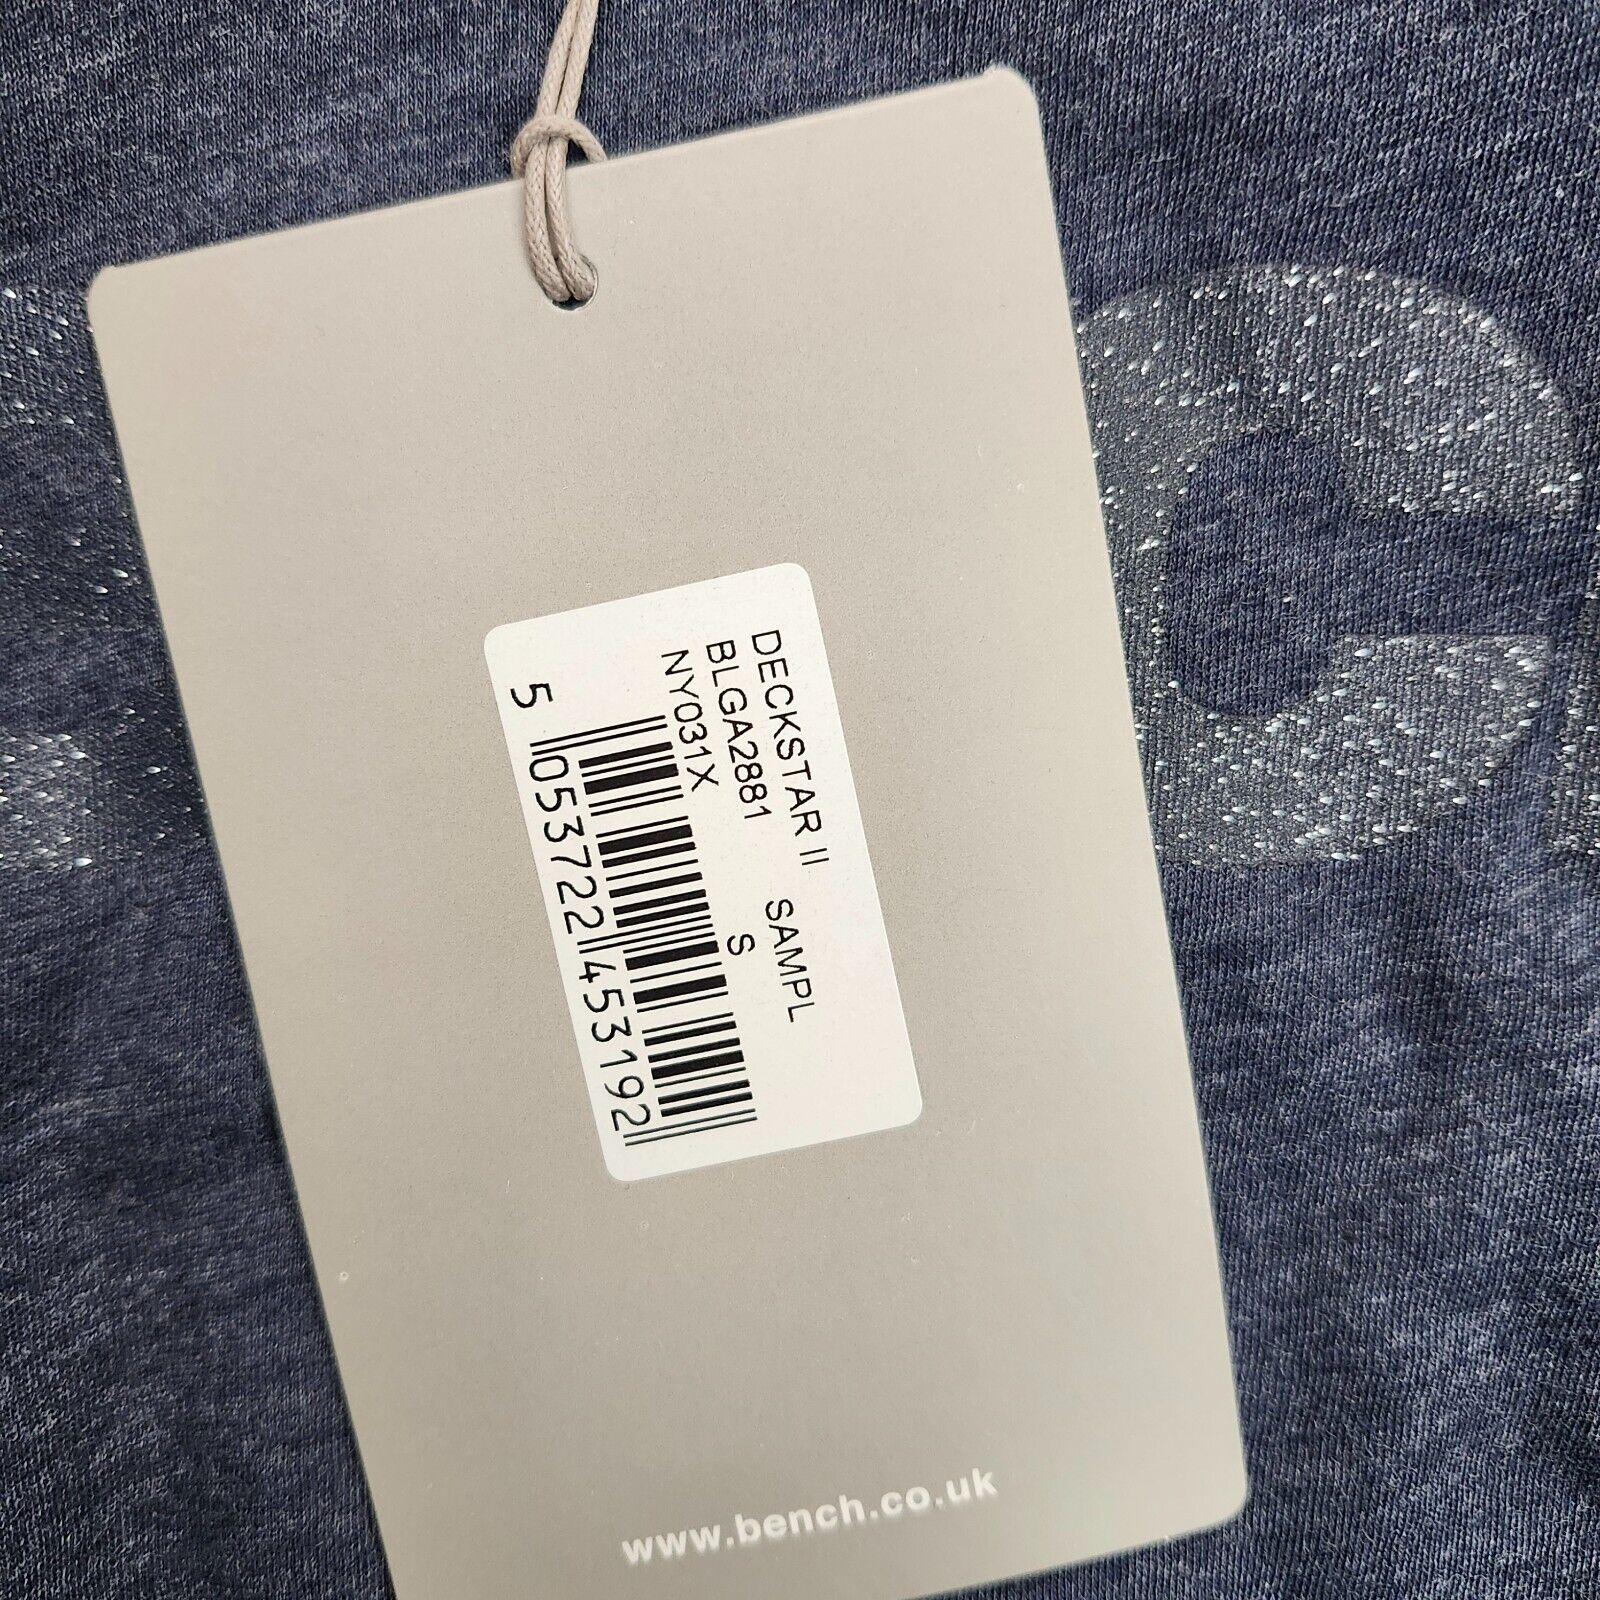 DECKSTAR II SAMPL
BLGA2881 S
NY031X
5 053722 453192
www.bench.co.uk